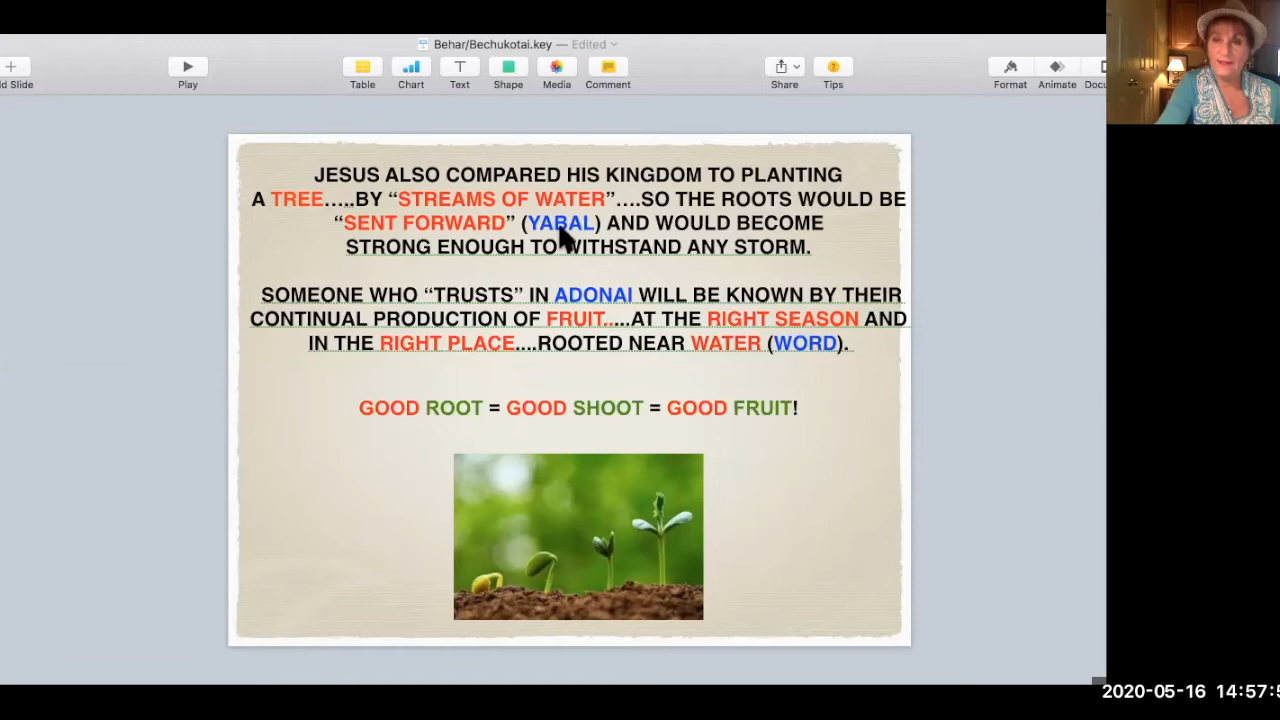 Behar/Bechukotai.key — Edited
d Slide
Play
Table
Chart
Text
Shape
Media
Comment
Share
Tips
Format
Animate
JESUS ALSO COMPARED HIS KINGDOM TO PLANTING
A TREE.....BY “STREAMS OF WATER”....SO THE ROOTS WOULD BE
“SENT FORWARD” (YABAL) AND WOULD BECOME
STRONG ENOUGH TO WITHSTAND ANY STORM.
SOMEONE WHO “TRUSTS” IN ADONAI WILL BE KNOWN BY THEIR
CONTINUAL PRODUCTION OF FRUIT.....AT THE RIGHT SEASON AND
IN THE RIGHT PLACE....ROOTED NEAR WATER (WORD).
GOOD ROOT = GOOD SHOOT = GOOD FRUIT!
2020-05-16 14:57:5